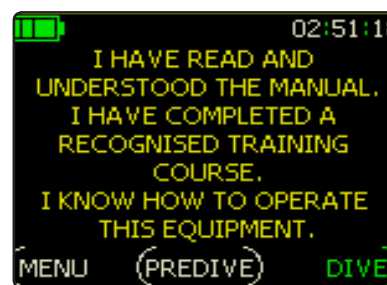 02:51:1
I HAVE READ AND
UNDERSTOOD THE MANUAL.
I HAVE COMPLETED A
RECOGNISED TRAINING
COURSE.
I KNOW HOW TO OPERATE
THIS EQUIPMENT.
MENU (PREDIVE) DIVE